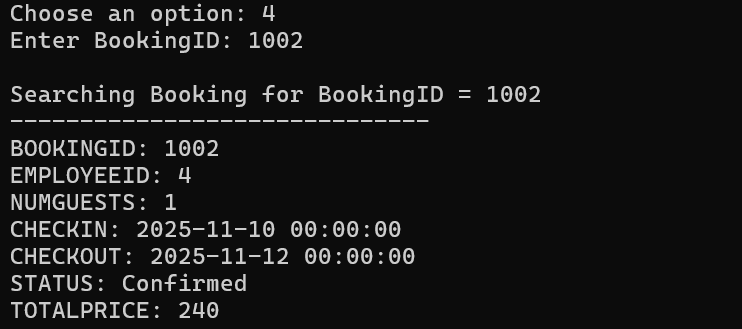 Choose an option: 4
Enter BookingID: 1002
Searching Booking for BookingID = 1002
------------------------------
BOOKINGID: 1002
EMPLOYEEID: 4
NUMGUESTS: 1
CHECKIN: 2025-11-10 00:00:00
CHECKOUT: 2025-11-12 00:00:00
STATUS: Confirmed
TOTALPRICE: 240